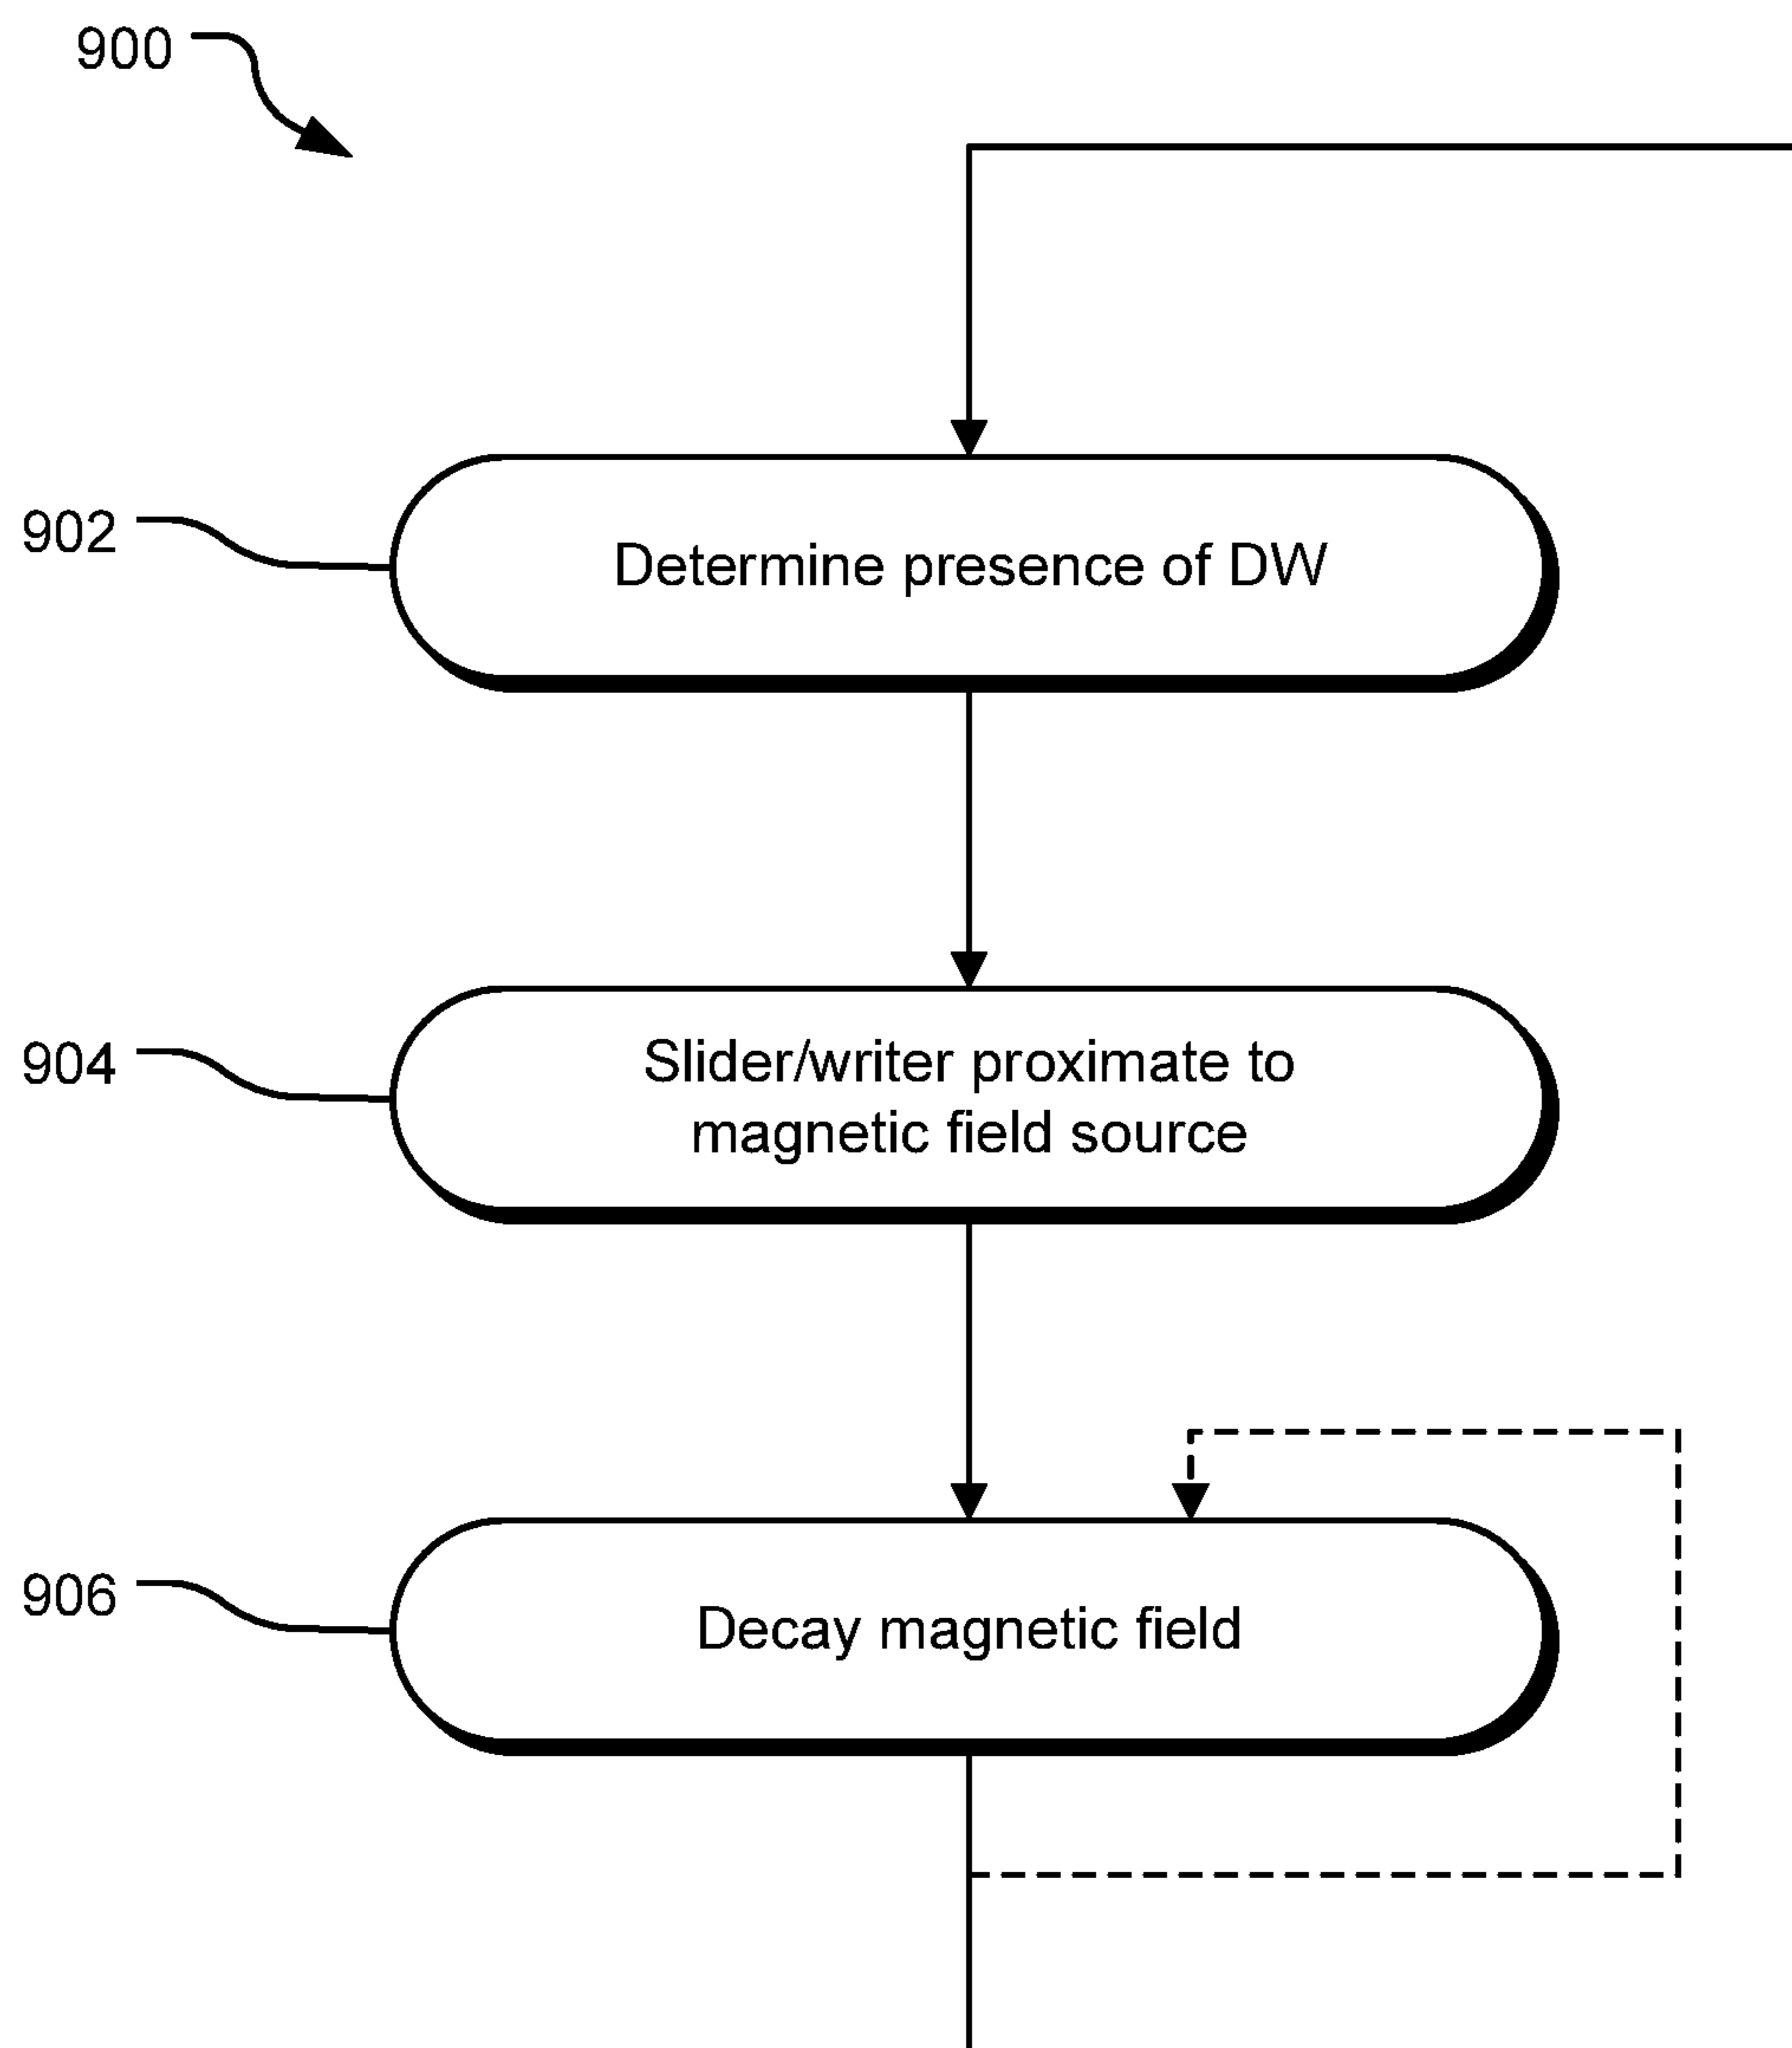 900
902
Determine presence of DW
904
Slider/writer proximate to
magnetic field source
906
Decay magnetic field